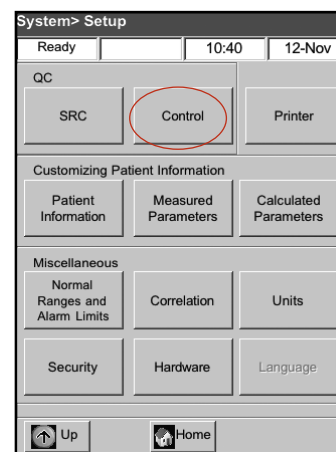 System> Setup
Ready 10:40 12-Nov
QC
SRC Control Printer
Customizing Patient Information
Patient
Information
Measured
Parameters
Calculated
Parameters
Miscellaneous
Normal
Ranges and
Alarm Limits
Correlation
Units
Security Hardware Language
Up Home